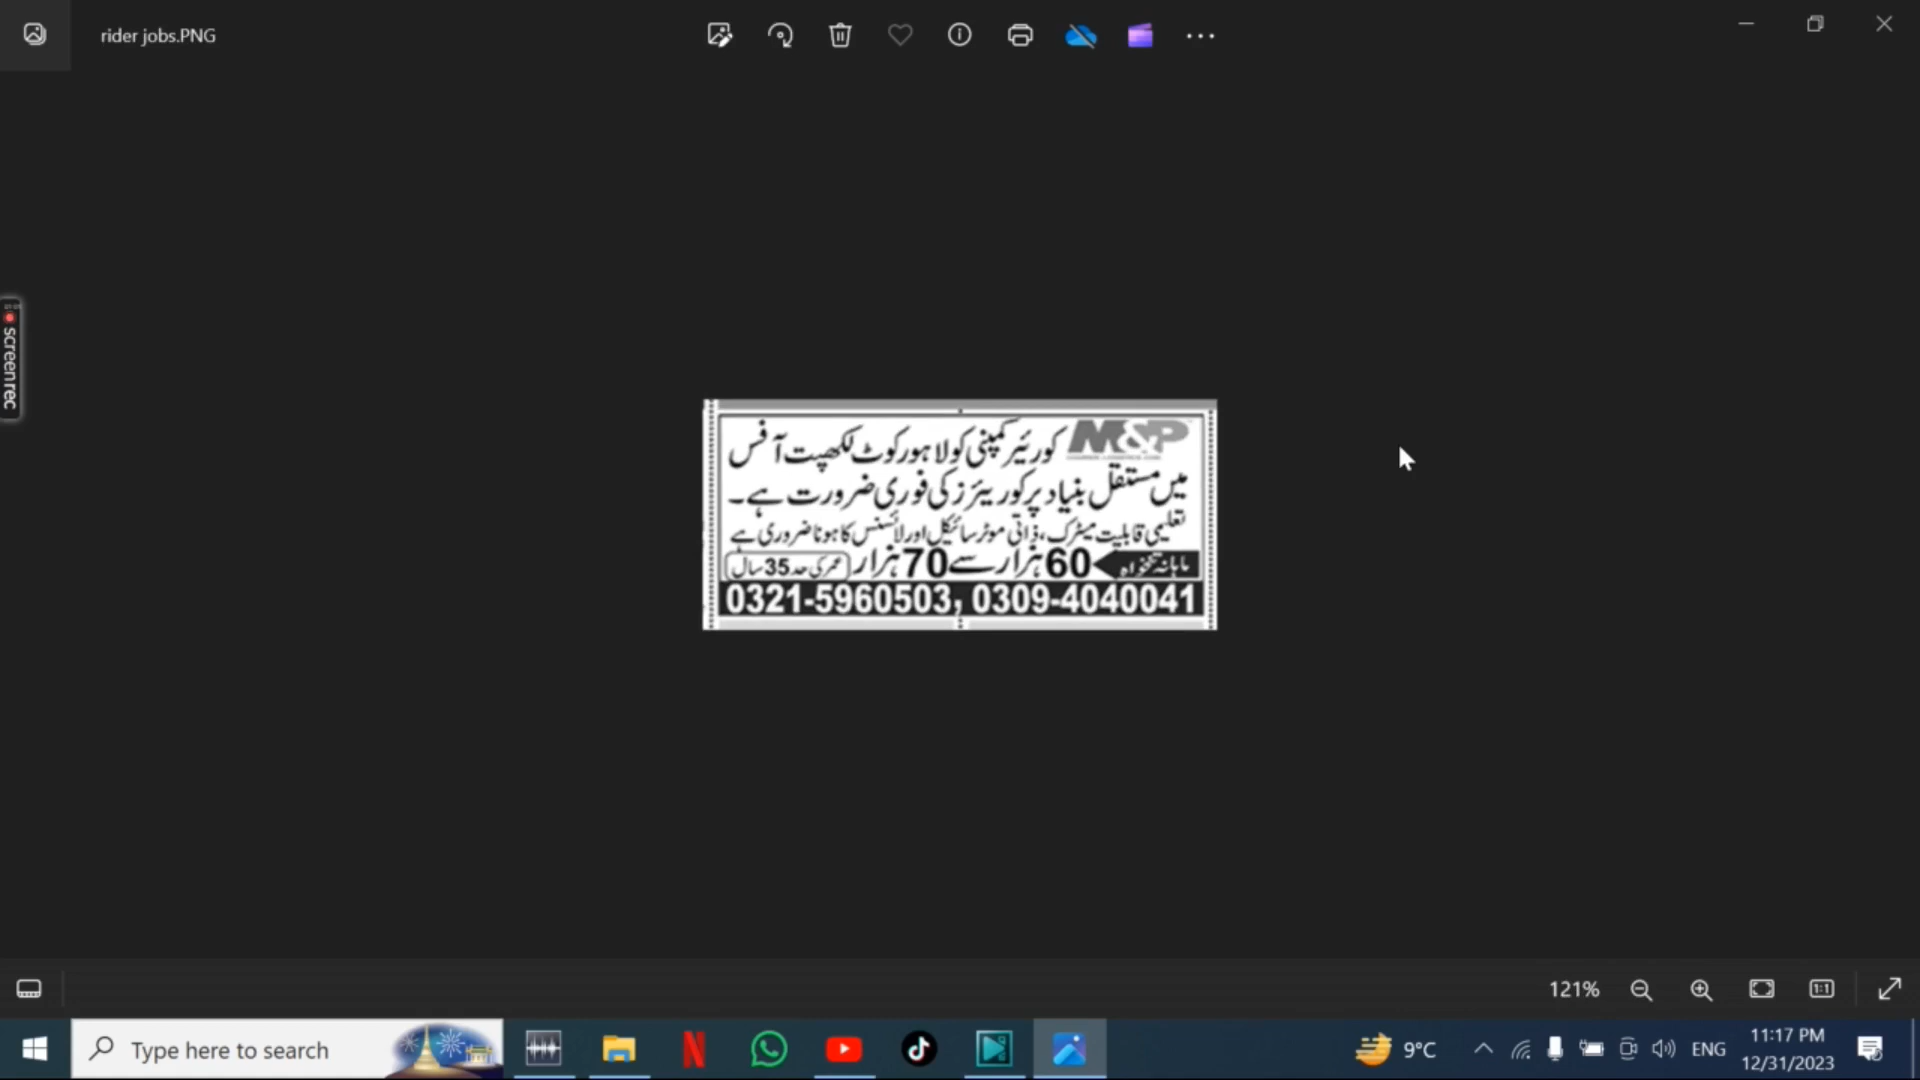 rider jobs.PNG
screenrec
M&P کورئیر کمپنی کو لاہور کوٹ لکھپت آفس
میں مستقل بنیاد پر کوریئرز کی فوری ضرورت ہے۔
تعلیمی قابلیت میٹرک، ذاتی موٹر سائیکل اور لائسنس کا ہونا ضروری ہے
ماہانہ تنخواہ 60 ہزار سے 70 ہزار عمر کی حد 35 سال
0321-5960503, 0309-4040041
121%
1:1
Type here to search
9°C
ENG
11:17 PM
12/31/2023